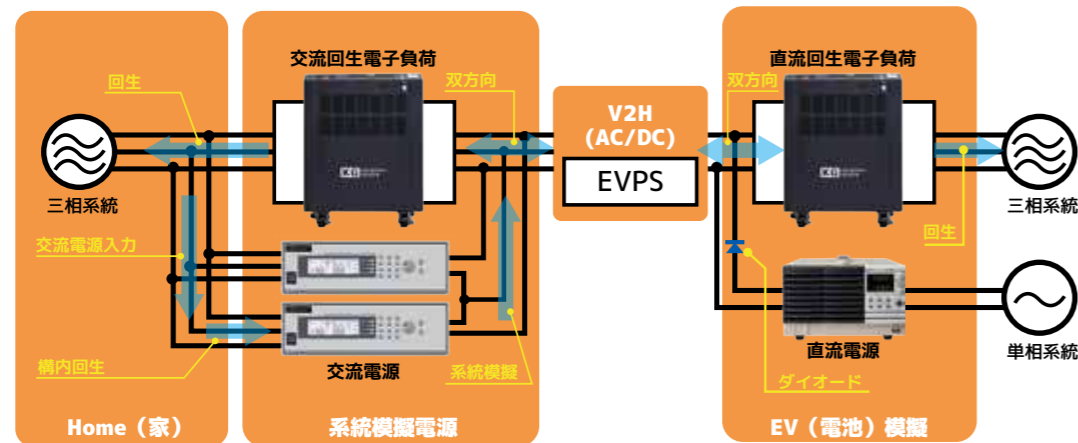 交流回生電子負荷
直流回生電子負荷
回生
双方向
V2H
(AC/DC)
EVPS
双方向
三相系統
三相系統
交流電源入力
回生
構内回生
交流電源
系統模擬
直流電源
単相系統
ダイオード
Home（家）
系統模擬電源
EV（電池）模擬